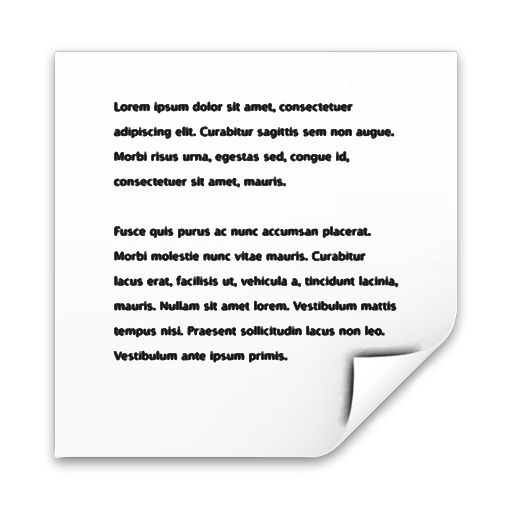 Lorem ipsum dolor sit amet, consectetuer
adipiscing elit. Curabitur sagittis sem non augue.
Morbi risus urna, egestas sed, congue id,
consectetuer sit amet, mauris.
Fusce quis purus ac nunc accumsan placerat.
Morbi molestie nunc vitae mauris. Curabitur
lacus erat, facilisis ut, vehicula a, tincidunt lacinia,
mauris. Nullam sit amet lorem. Vestibulum mattis
tempus nisi. Praesent sollicitudin lacus non leo.
Vestibulum ante ipsum primis.